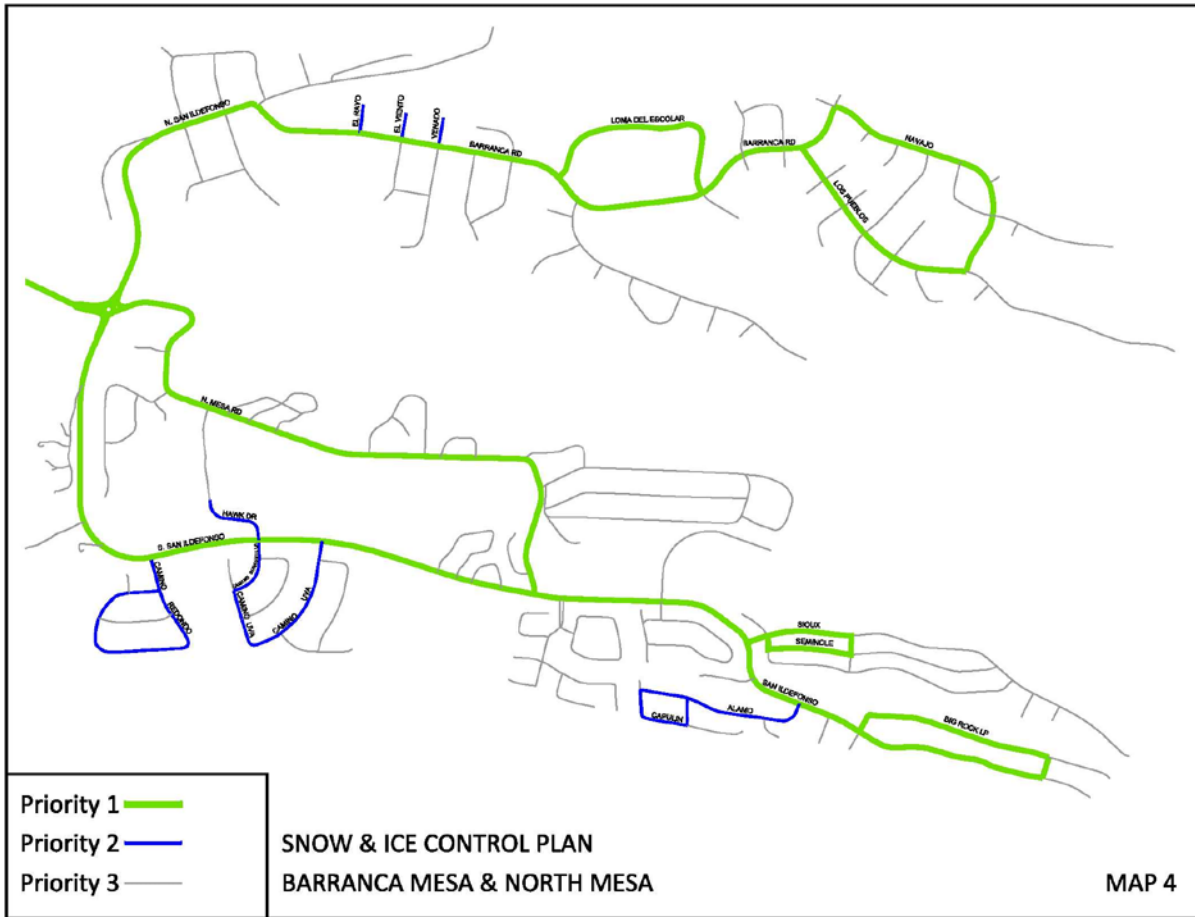 N. SAN ILDEFONSO
EL RAYO
EL VIENTO
VENADO
BARRANCA RD
LOMA DEL ESCOLAR
BARRANCA RD
NAVAJO
LOS PUEBLOS
N. MESA RD
HAWK DR
S. SAN ILDEFONSO
CAMINO
REDONDO
CAMINO UVA
CAMINO
UVA
SIOUX
SEMINOLE
SAN ILDEFONSO
CAPULIN
ALAMO
BIG ROCK LP
Priority 1
Priority 2
Priority 3
SNOW & ICE CONTROL PLAN
BARRANCA MESA & NORTH MESA
MAP 4